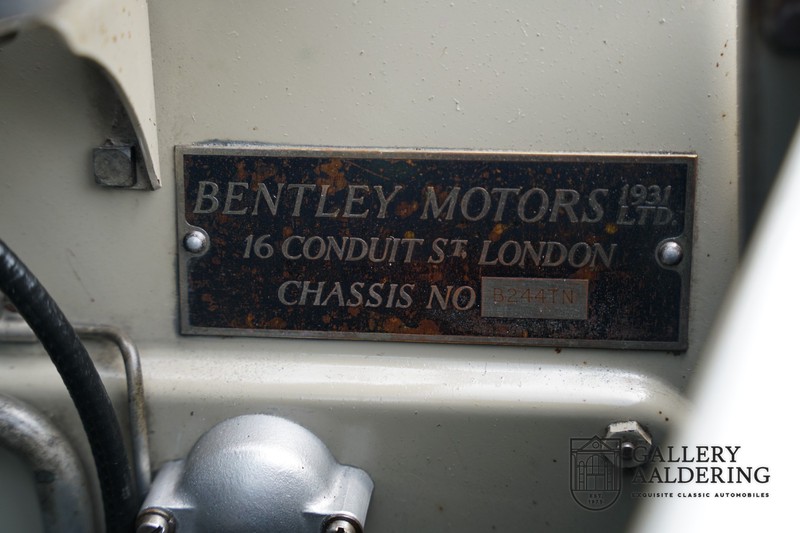 BENTLEY MOTORS 1931 LTD.
16 CONDUIT ST. LONDON
CHASSIS NO B244TN
GALLERY
AALDERING
EXQUISITE CLASSIC AUTOMOBILES